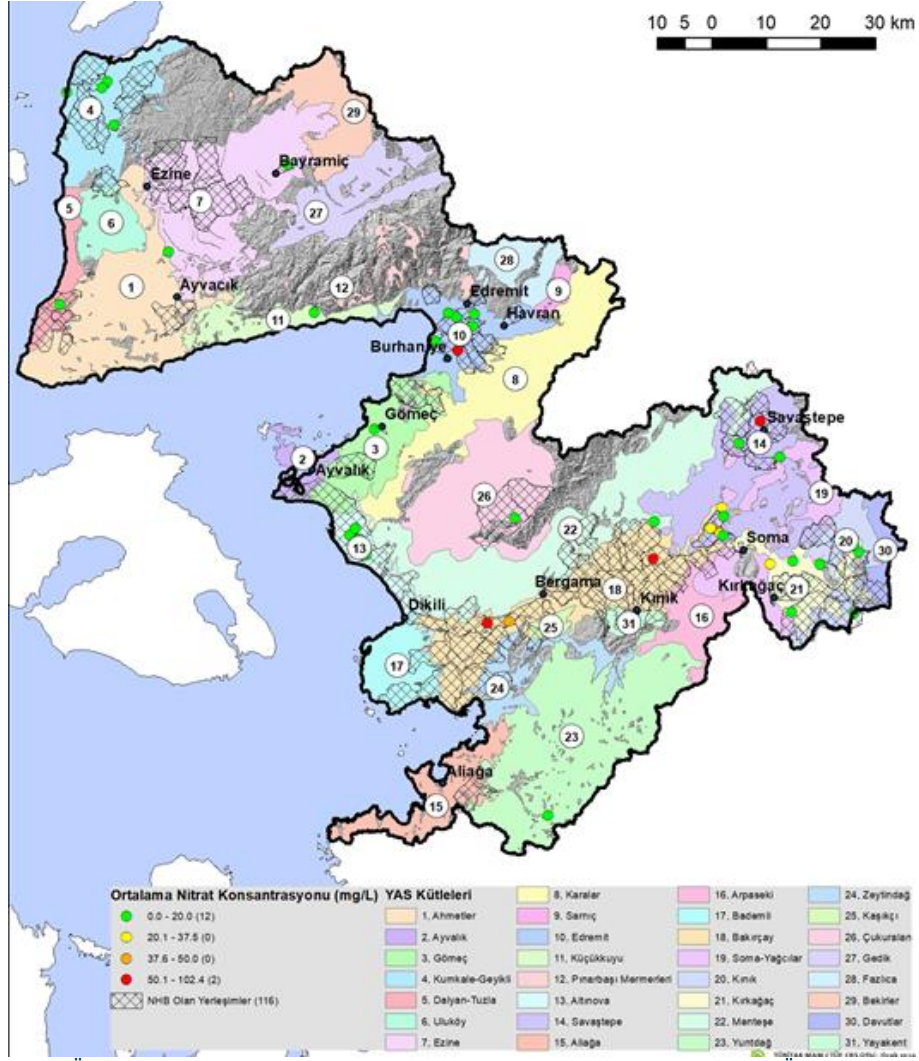 10 5 0 10 20 30 km
4
29
Bayramiç
Ezine
7
5
27
6
28
1
12
9
Ayvacık
Edremit
11
Havran
10
Burhaniye
8
Gömeç
Savaştepe
3
14
2
Ayvalık
26
19
22
20
13
Soma
30
Bergama
Kırkağaç
21
18
Dikili
Kınık
16
31
25
17
24
23
Aliağa
15
Ortalama Nitrat Konsantrasyonu (mg/L)
0.0 - 20.0 (12)
20.1 - 37.5 (0)
37.6 - 50.0 (0)
50.1 - 102.4 (2)
NHB Olan Yerleşimler (116)
YAS Kütleleri
1, Ahmetler
2, Ayvalık
3, Gömeç
4, Kumkale-Geyikli
5, Dalyan-Tuzla
6, Uluköy
7, Ezine
8, Karalar
9, Sarnıç
10, Edremit
11, Küçükkuyu
12, Pınarbaşı Mermerleri
13, Altınova
14, Savaştepe
15, Aliağa
16, Arpaseki
17, Bademli
18, Bakırçay
19, Soma-Yağcılar
20, Kınık
21, Kırkağaç
22, Menteşe
23, Yuntdağ
24, Zeytindağ
25, Kaşıkçı
26, Çukuralan
27, Gedik
28, Fazlıca
29, Bekirler
30, Davutlar
31, Yayakent